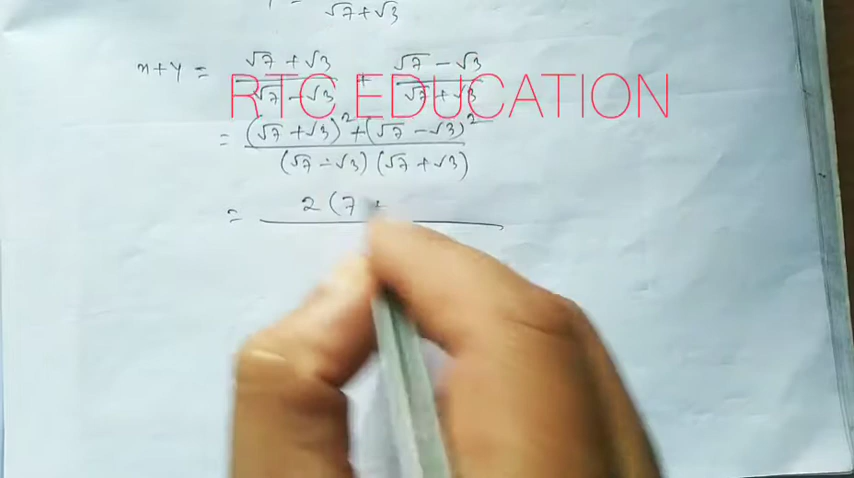 √7+√3
x+y = √7+√3 / √7-√3 + √7-√3 / √7+√3
RTC EDUCATION
= (√7+√3)²+(√7-√3)² / (√7-√3)(√7+√3)
= 2(7+